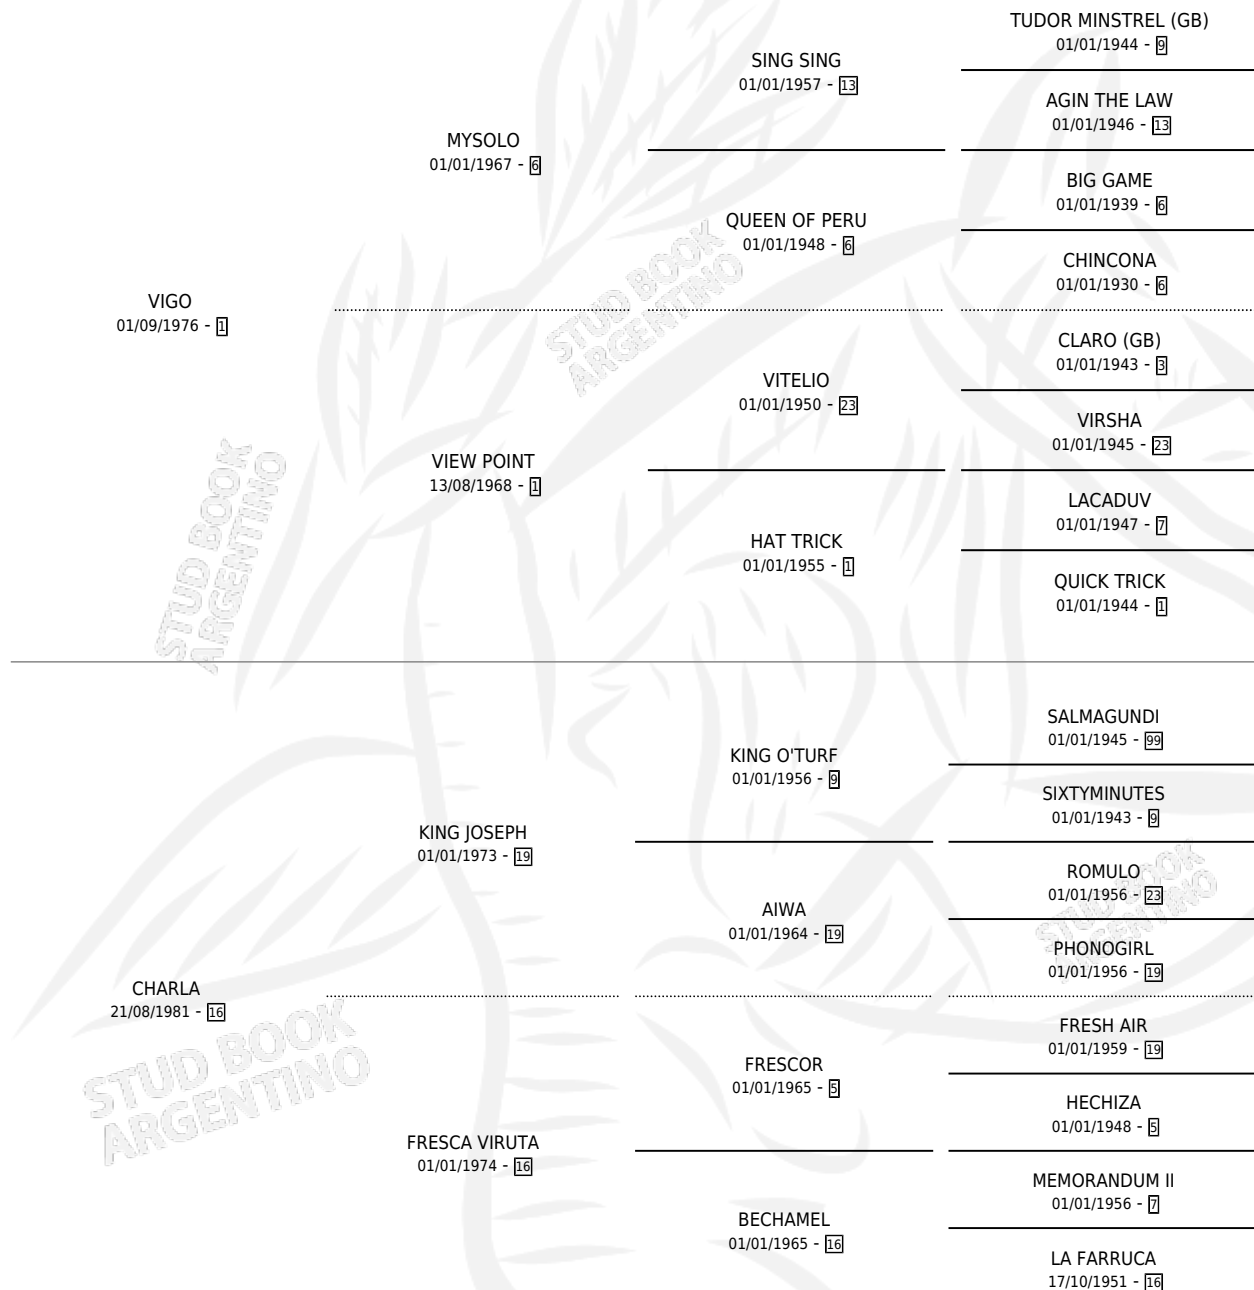 TUDOR MINSTREL (GB)
01/01/1944 - 9
SING SING
01/01/1957 - 13
AGIN THE LAW
01/01/1946 - 13
MYSOLO
01/01/1967 - 6
BIG GAME
01/01/1939 - 6
QUEEN OF PERU
01/01/1948 - 6
CHINCONA
01/01/1930 - 6
VIGO
01/09/1976 - 1
STUD BOOK
ARGENTINO
CLARO (GB)
01/01/1943 - 3
VITELIO
01/01/1950 - 23
VIRSHA
01/01/1945 - 23
VIEW POINT
13/08/1968 - 1
LACADUV
01/01/1947 - 7
HAT TRICK
01/01/1955 - 1
QUICK TRICK
01/01/1944 - 1
STUD BOOK
ARGENTINO
SALMAGUNDI
01/01/1945 - 99
KING O'TURF
01/01/1956 - 9
SIXTYMINUTES
01/01/1943 - 9
KING JOSEPH
01/01/1973 - 19
ROMULO
01/01/1956 - 23
AIWA
01/01/1964 - 19
STUD BOOK
ARGENTINO
PHONOGIRL
01/01/1956 - 19
CHARLA
21/08/1981 - 16
FRESH AIR
01/01/1959 - 19
STUD BOOK
ARGENTINO
FRESCOR
01/01/1965 - 5
HECHIZA
01/01/1948 - 5
FRESCA VIRUTA
01/01/1974 - 16
MEMORANDUM II
01/01/1956 - 7
BECHAMEL
01/01/1965 - 16
LA FARRUCA
17/10/1951 - 16